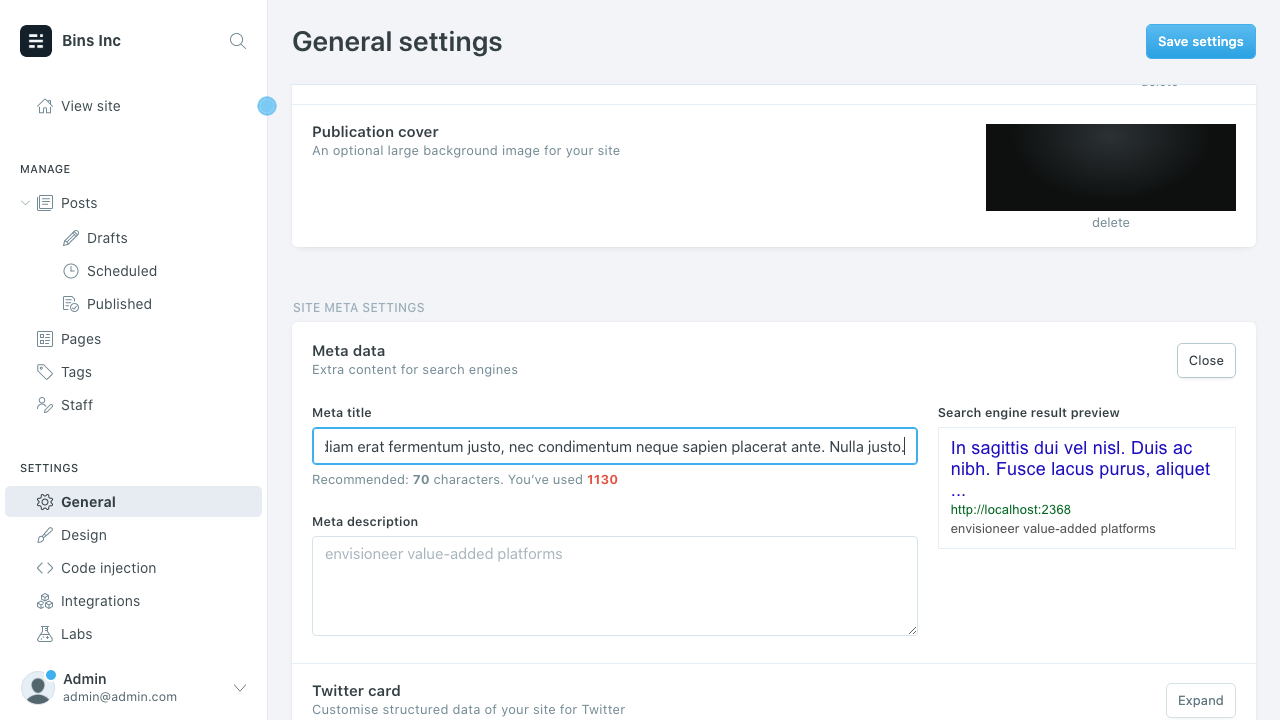 Bins Inc
General settings
Save settings
View site
delete
Publication cover
An optional large background image for your site
delete
MANAGE
Posts
Drafts
Scheduled
Published
Pages
Tags
Staff
SITE META SETTINGS
Meta data
Extra content for search engines
Close
Meta title
diam erat fermentum justo, nec condimentum neque sapien placerat ante. Nulla justo.
Recommended: 70 characters. You've used 1130
Meta description
envisioneer value-added platforms
Search engine result preview
In sagittis dui vel nisl. Duis ac
nibh. Fusce lacus purus, aliquet
...
http://localhost:2368
envisioneer value-added platforms
SETTINGS
General
Design
Code injection
Integrations
Labs
Twitter card
Customise structured data of your site for Twitter
Expand
Admin
admin@admin.com